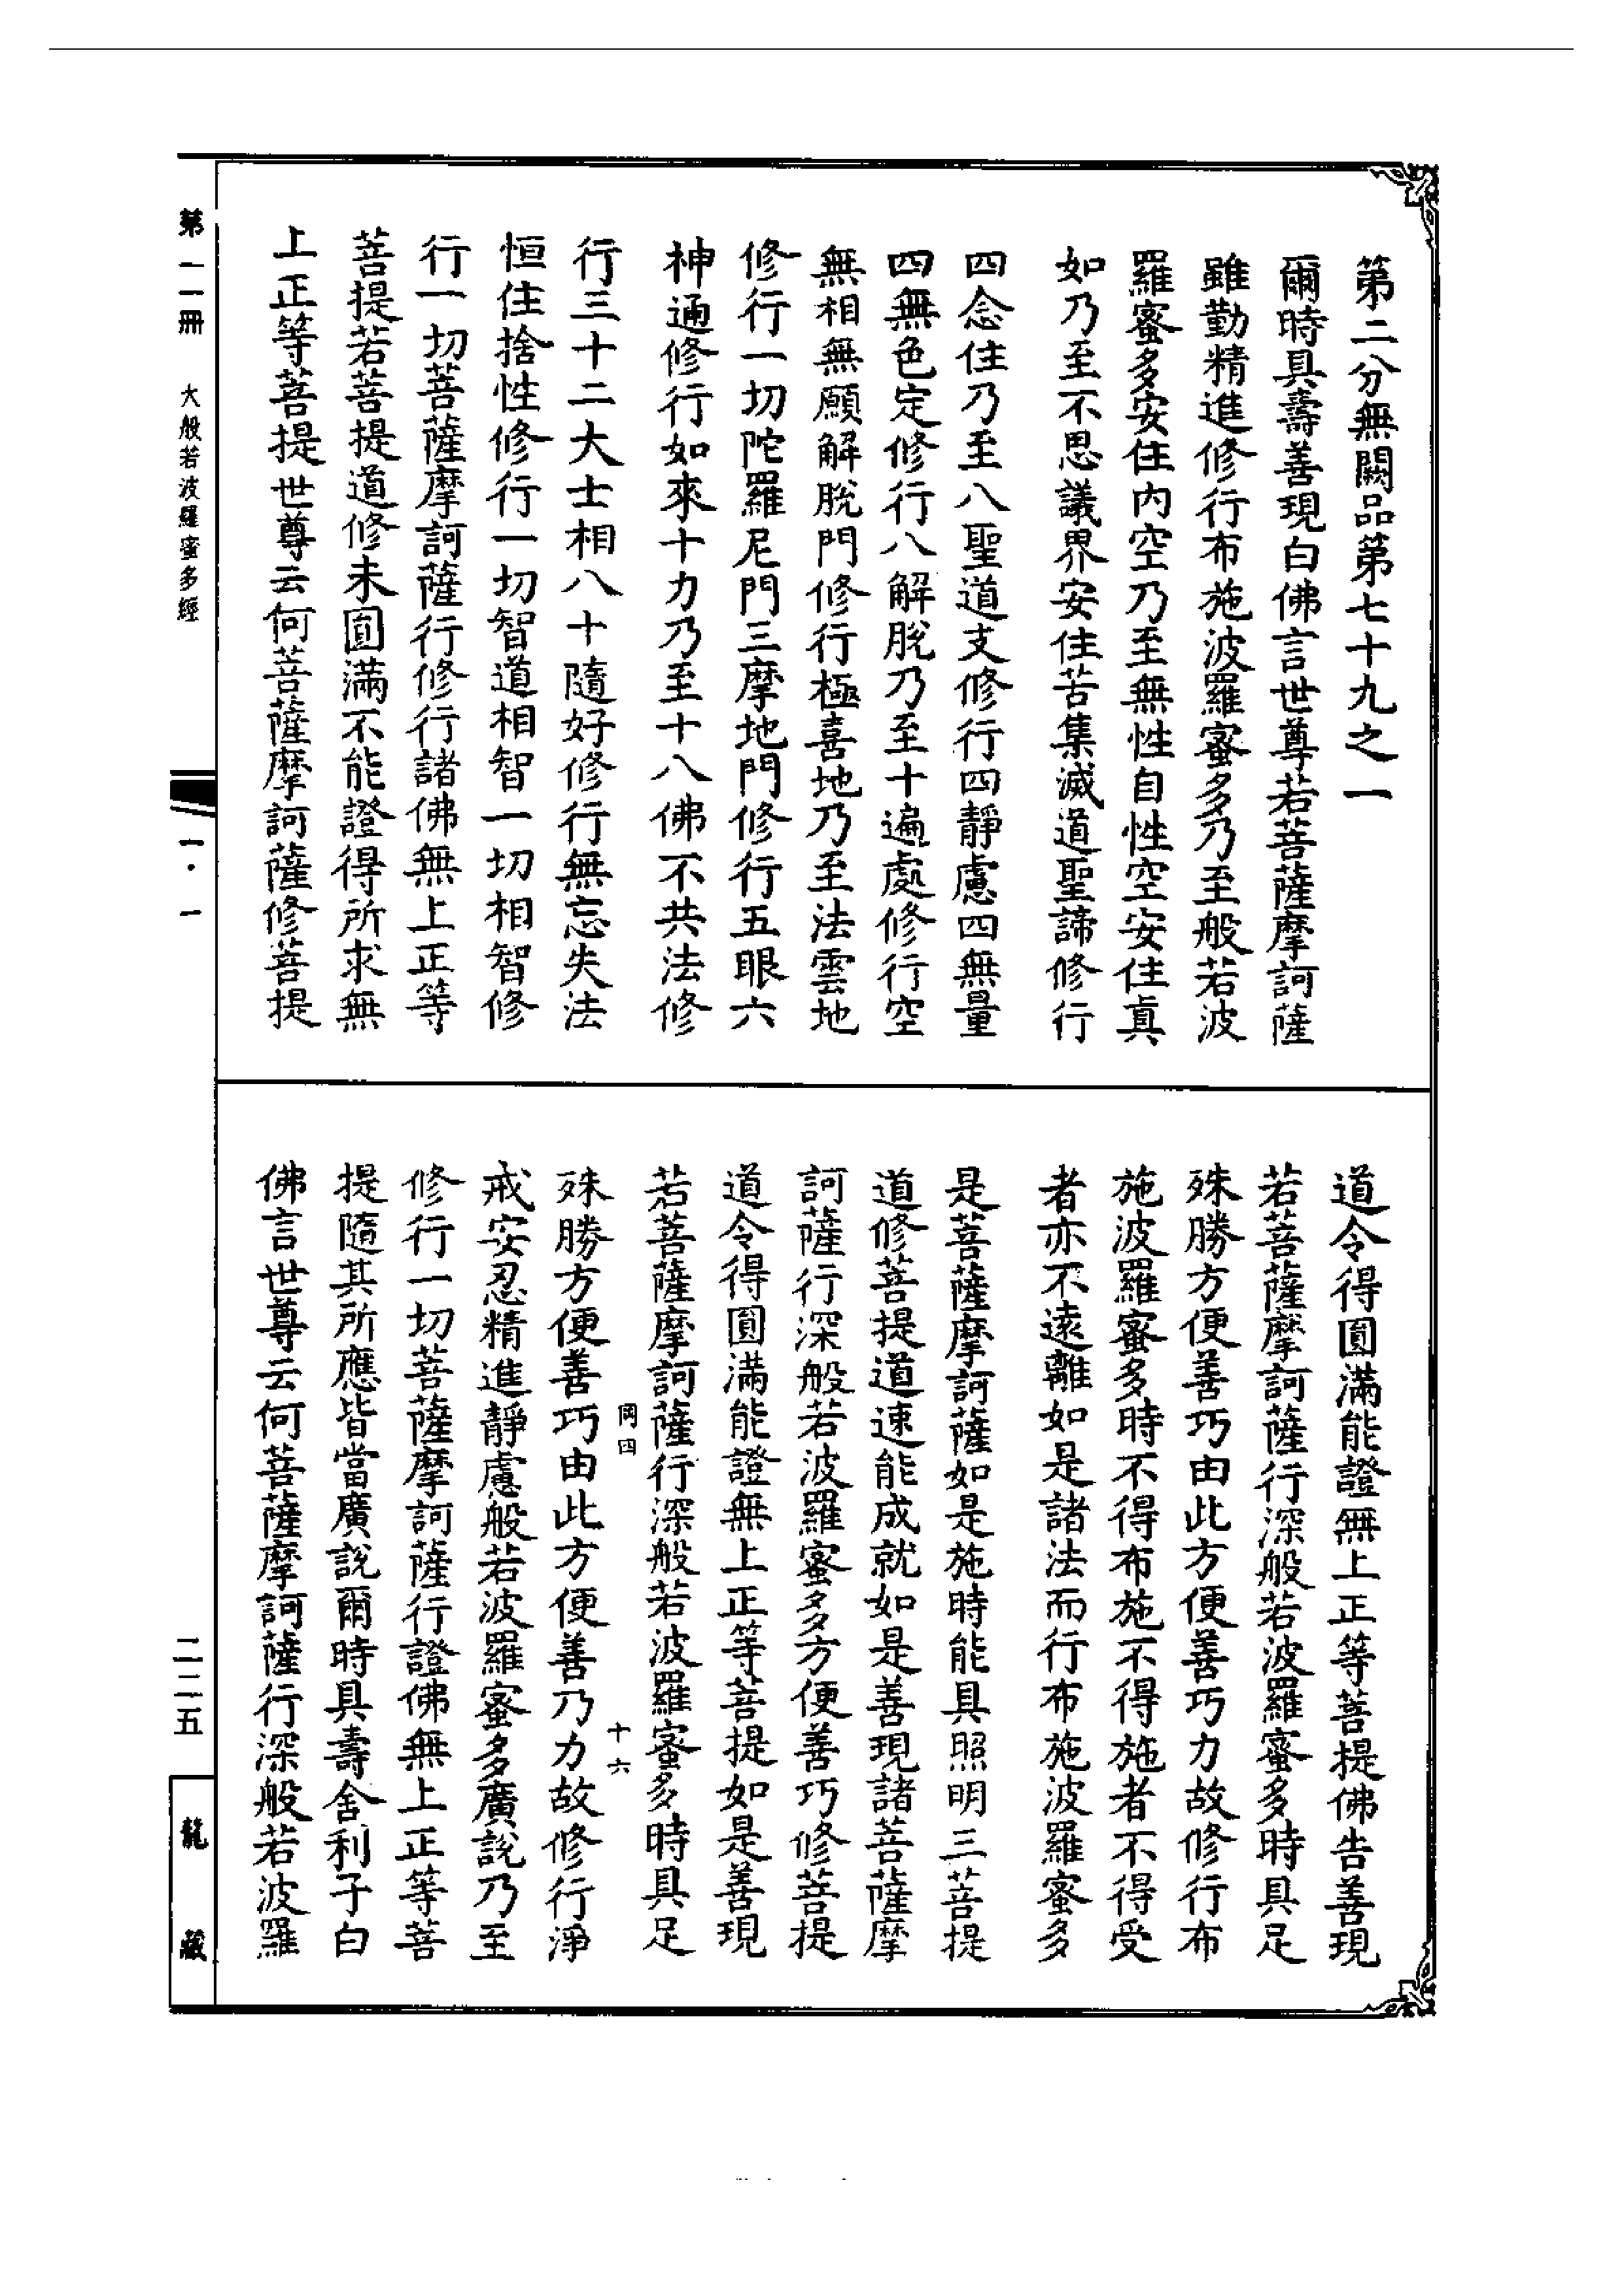 第二分無闕品第七十九之一
爾時具壽善現白佛言世尊若菩薩摩訶薩
雖勤精進修行布施波羅蜜多乃至般若波
羅蜜多安住內空乃至無性自性空安住真
如乃至不思議界安住苦集滅道聖諦修行
四念住乃至八聖道支修行四靜慮四無量
四無色定修行八解脫乃至十遍處修行空
無相無願解脫門修行極喜地乃至法雲地
修行一切陀羅尼門三摩地門修行五眼六
神通修行如來十力乃至十八佛不共法修
行三十二大士相八十隨好修行無忘失法
恒住捨性修行一切智道相智一切相智修
行一切菩薩摩訶薩行修行諸佛無上正等
菩提若菩提道修未圓滿不能證得所求無
上正等菩提世尊云何菩薩摩訶薩修菩提
道令得圓滿能證無上正等菩提佛告善現
若菩薩摩訶薩行深般若波羅蜜多時具足
殊勝方便善巧由此方便善巧力故修行布
施波羅蜜多時不得布施不得施者不得受
者亦不遠離如是諸法而行布施波羅蜜多
是菩薩摩訶薩如是施時能具照明三菩提
道修菩提道速能成就如是善現諸菩薩摩
訶薩行深般若波羅蜜多方便善巧修菩提
道令得圓滿能證無上正等菩提如是善現
若菩薩摩訶薩行深般若波羅蜜多時具足
岡四 十六
殊勝方便善巧由此方便善乃力故修行淨
戒安忍精進靜慮般若波羅蜜多廣說乃至
修行一切菩薩摩訶薩行證佛無上正等菩
提隨其所應皆當廣說爾時具壽舍利子白
佛言世尊云何菩薩摩訶薩行深般若波羅
第一一冊 大般若波羅蜜多經
一·一
二二五
龍藏